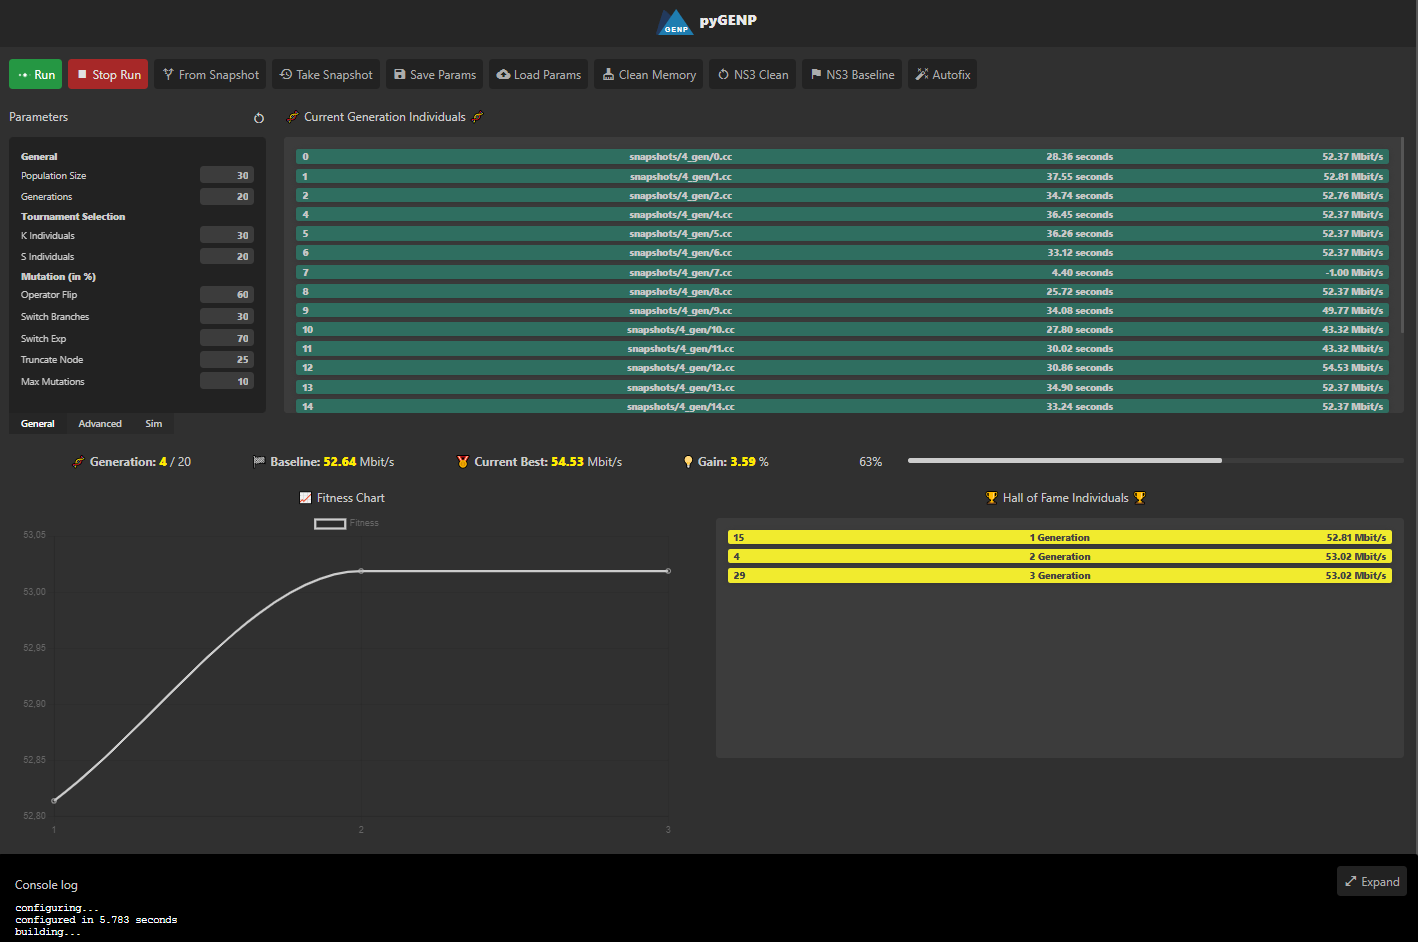 GENP pyGENP
Run Stop Run From Snapshot Take Snapshot Save Params Load Params Clean Memory NS3 Clean NS3 Baseline Autofix
Parameters
General
Population Size 30
Generations 20
Tournament Selection
K Individuals 30
S Individuals 20
Mutation (in %)
Operator Flip 60
Switch Branches 30
Switch Exp 70
Truncate Node 25
Max Mutations 10
General Advanced Sim
Current Generation Individuals
0 snapshots/4_gen/0.cc 28.36 seconds 52.37 Mbit/s
1 snapshots/4_gen/1.cc 37.55 seconds 52.81 Mbit/s
2 snapshots/4_gen/2.cc 34.74 seconds 52.76 Mbit/s
4 snapshots/4_gen/4.cc 36.45 seconds 52.37 Mbit/s
5 snapshots/4_gen/5.cc 36.26 seconds 52.37 Mbit/s
6 snapshots/4_gen/6.cc 33.12 seconds 52.37 Mbit/s
7 snapshots/4_gen/7.cc 4.40 seconds -1.00 Mbit/s
8 snapshots/4_gen/8.cc 25.72 seconds 52.37 Mbit/s
9 snapshots/4_gen/9.cc 34.08 seconds 49.77 Mbit/s
10 snapshots/4_gen/10.cc 27.80 seconds 43.32 Mbit/s
11 snapshots/4_gen/11.cc 30.02 seconds 43.32 Mbit/s
12 snapshots/4_gen/12.cc 30.86 seconds 54.53 Mbit/s
13 snapshots/4_gen/13.cc 34.90 seconds 52.37 Mbit/s
14 snapshots/4_gen/14.cc 33.24 seconds 52.37 Mbit/s
Generation: 4 / 20 Baseline: 52.64 Mbit/s Current Best: 54.53 Mbit/s Gain: 3.59 % 63%
Fitness Chart
Fitness
53,05
53,00
52,95
52,90
52,85
52,80
1 2 3
Hall of Fame Individuals
15 1 Generation 52.81 Mbit/s
4 2 Generation 53.02 Mbit/s
29 3 Generation 53.02 Mbit/s
Console log
Expand
configuring...
configured in 5.783 seconds
building...